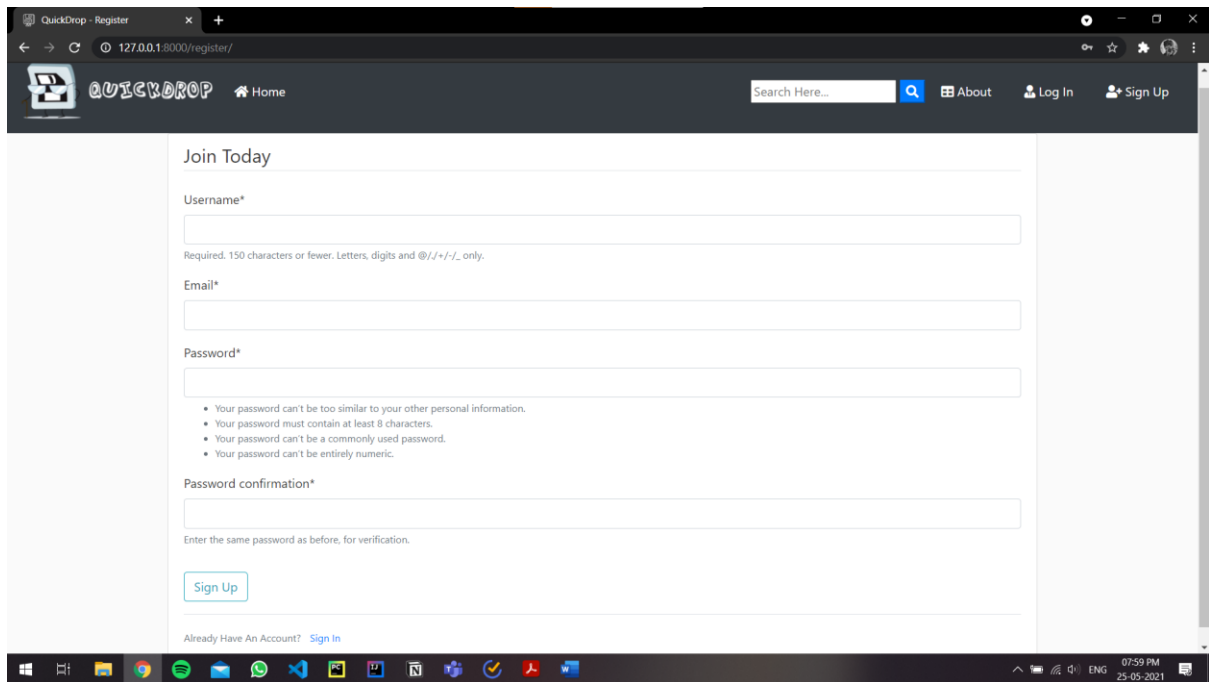 QuickDrop - Register
127.0.0.1:8000/register/
QUICKDROP Home Search Here... About Log In Sign Up
Join Today
Username*
Required. 150 characters or fewer. Letters, digits and @/./+/-/_ only.
Email*
Password*
Your password can't be too similar to your other personal information.
Your password must contain at least 8 characters.
Your password can't be a commonly used password.
Your password can't be entirely numeric.
Password confirmation*
Enter the same password as before, for verification.
Sign Up
Already Have An Account? Sign In
ENG
07:59 PM
25-05-2021